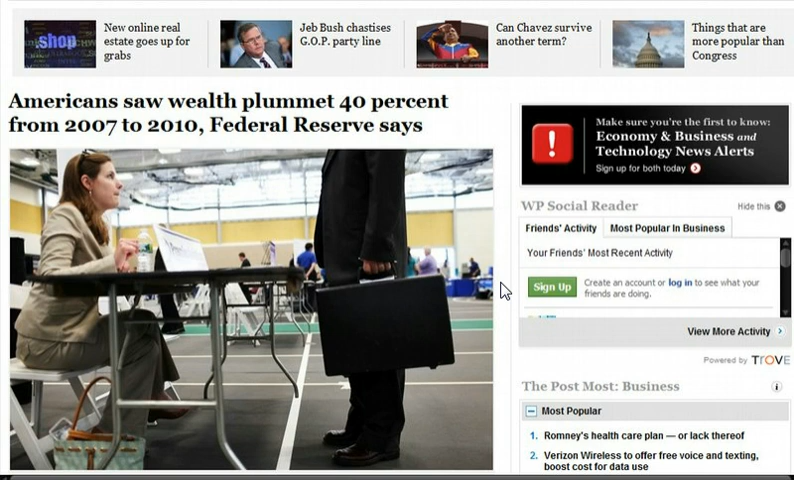 shop
New online real
estate goes up for
grabs
Jeb Bush chastises
G.O.P. party line
Can Chavez survive
another term?
Things that are
more popular than
Congress
Americans saw wealth plummet 40 percent
from 2007 to 2010, Federal Reserve says
Make sure you're the first to know:
Economy & Business and
Technology News Alerts
Sign up for both today
WP Social Reader
Hide this
Friends' Activity
Most Popular In Business
Your Friends' Most Recent Activity
Sign Up
Create an account or log in to see what your
friends are doing.
View More Activity
Powered by TROVE
The Post Most: Business
Most Popular
1. Romney's health care plan — or lack thereof
2. Verizon Wireless to offer free voice and texting,
boost cost for data use